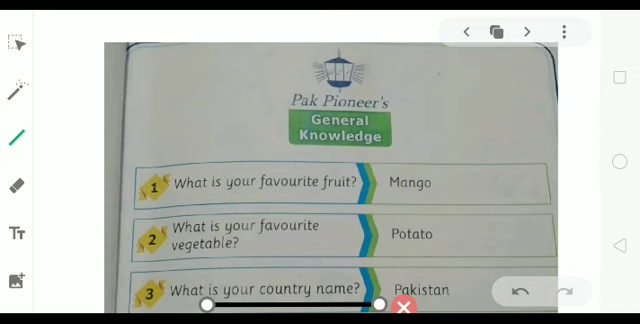 Pak Pioneer's
General
Knowledge
1 What is your favourite fruit? Mango
2 What is your favourite
vegetable? Potato
3 What is your country name? Pakistan
Tт